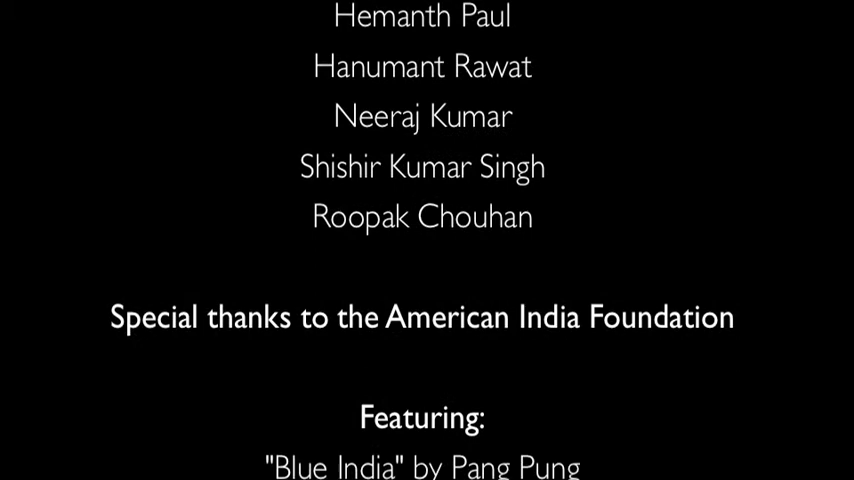 Hemanth Paul
Hanumant Rawat
Neeraj Kumar
Shishir Kumar Singh
Roopak Chouhan
Special thanks to the American India Foundation
Featuring:
"Blue India" by Pang Pung